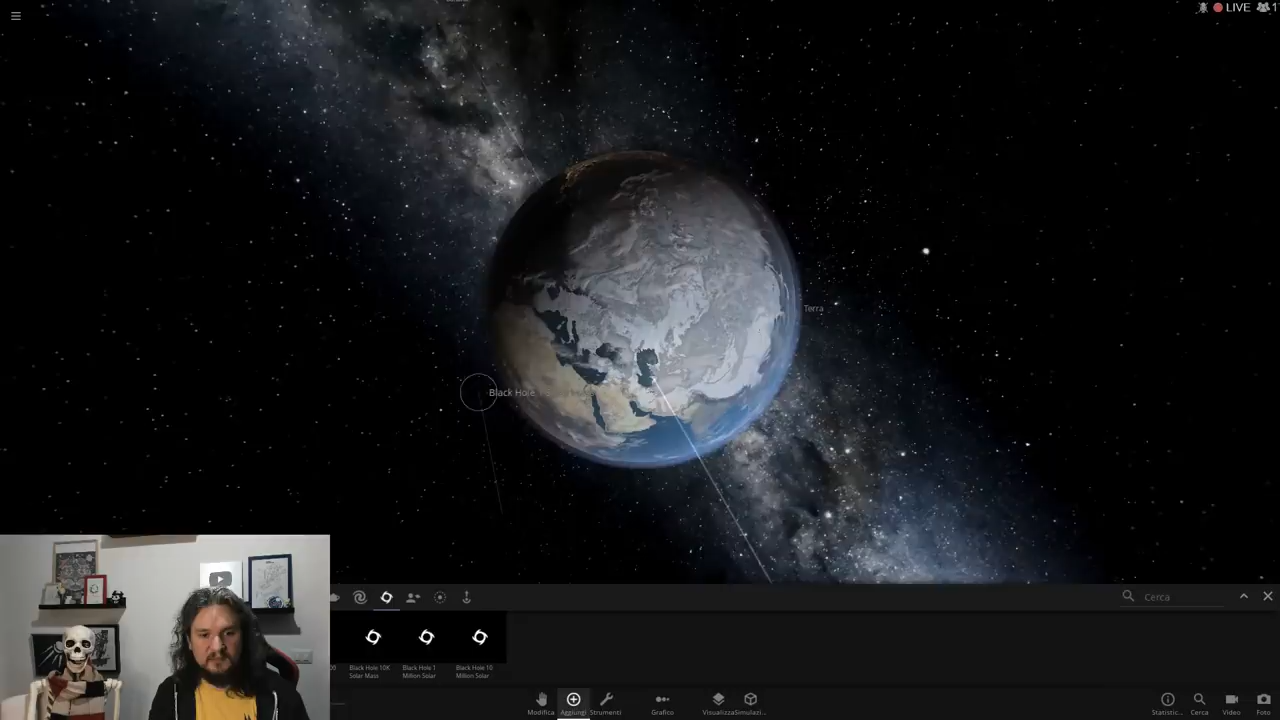 LIVE
Terra
Black Hole
Cerca
Black Hole 10K
Solar Mass
Black Hole 1
Million Solar
Black Hole 10
Million Solar
Modifica
Aggiungi
Strumenti
Grafico
Visualizza
Simulazi...
Statistic...
Cerca
Video
Foto